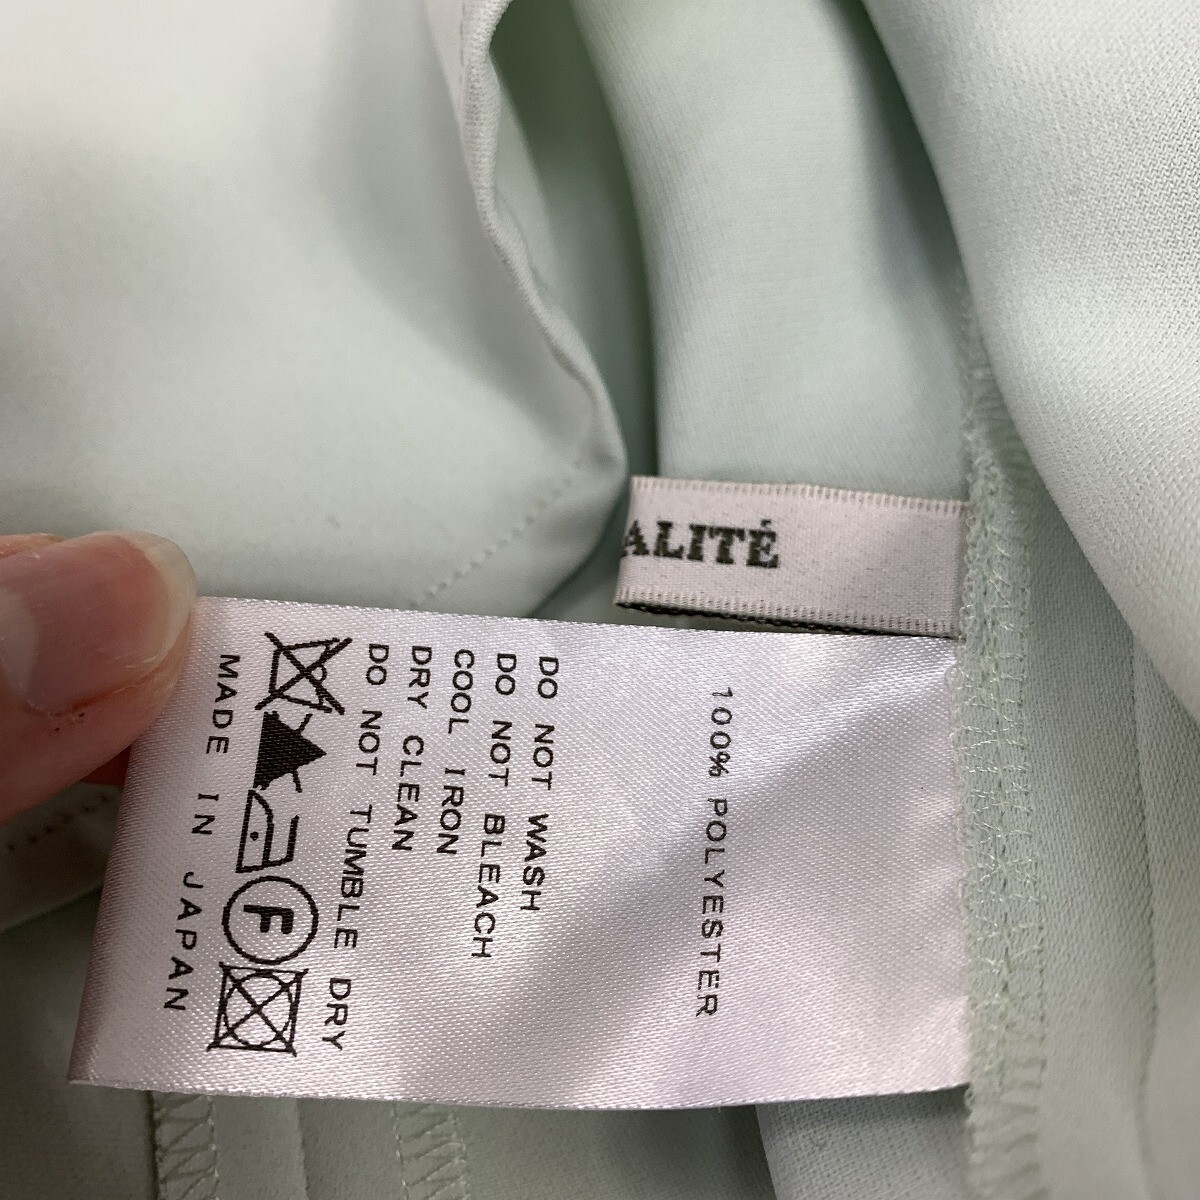 ALITÉ
100% POLYESTER
DO NOT WASH
DO NOT BLEACH
COOL IRON
DRY CLEAN
DO NOT TUMBLE DRY
F
MADE IN JAPAN